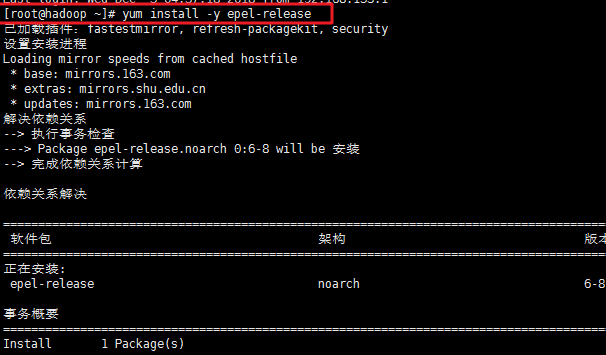 [root@hadoop ~]# yum install -y epel-release
已加载插件: fastestmirror, refresh-packagekit, security
设置安装进程
Loading mirror speeds from cached hostfile
* base: mirrors.163.com
* extras: mirrors.shu.edu.cn
* updates: mirrors.163.com
解决依赖关系
--> 执行事务检查
---> Package epel-release.noarch 0:6-8 will be 安装
--> 完成依赖关系计算
依赖关系解决
================================================================================
软件包 架构 版本
================================================================================
正在安装:
epel-release noarch 6-8
事务概要
================================================================================
Install 1 Package(s)